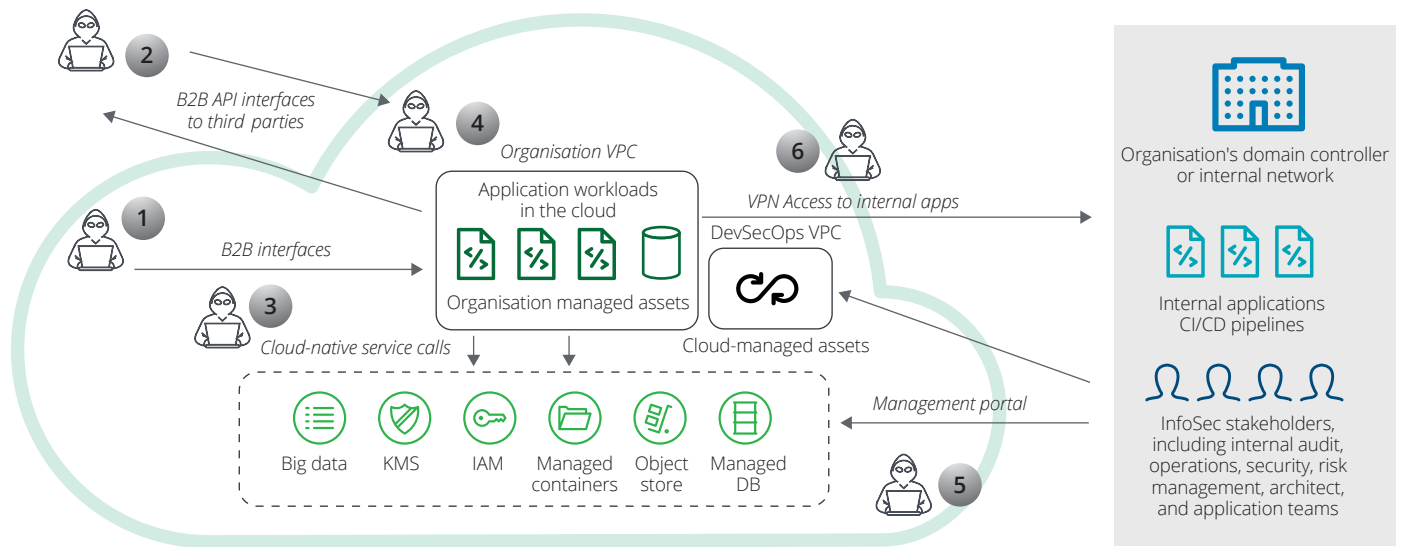 2
B2B API interfaces
to third parties
4
Organisation VPC
6
Application workloads
in the cloud
Organisation managed assets
VPN Access to internal apps
DevSecOps VPC
Cloud-managed assets
1
B2B interfaces
3
Cloud-native service calls
Big data
KMS
IAM
Managed
containers
Object
store
Managed
DB
Management portal
5
Organisation's domain controller
or internal network
Internal applications
CI/CD pipelines
InfoSec stakeholders,
including internal audit,
operations, security, risk
management, architect,
and application teams